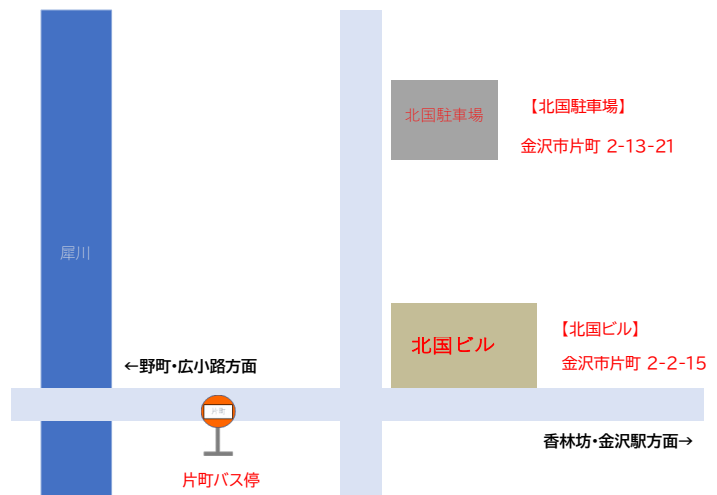 北国駐車場
【北国駐車場】
金沢市片町 2-13-21
犀川
北国ビル
【北国ビル】
金沢市片町 2-2-15
←野町・広小路方面
片町
香林坊・金沢駅方面→
片町バス停